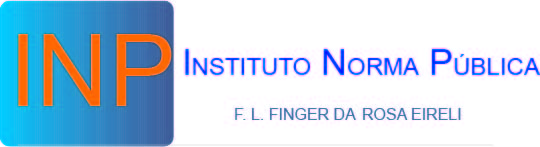 INP
INSTITUTO NORMA PÚBLICA
F. L. FINGER DA ROSA EIRELI